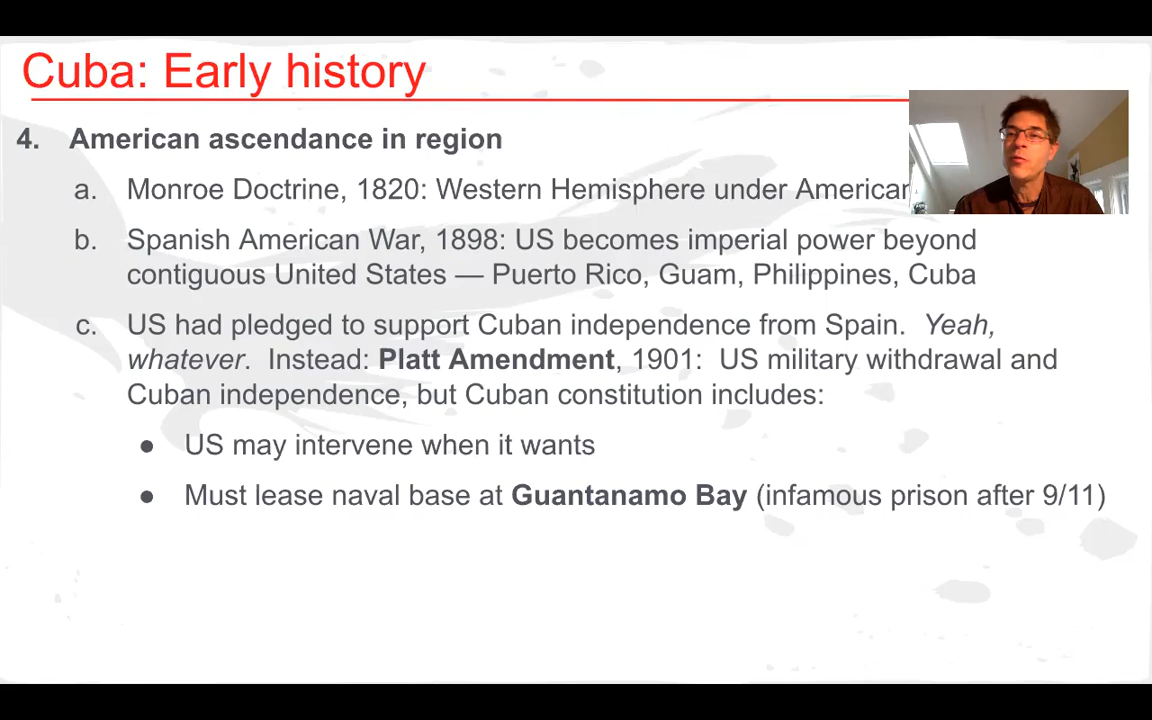 Cuba: Early history
4. American ascendance in region
a. Monroe Doctrine, 1820: Western Hemisphere under American
b. Spanish American War, 1898: US becomes imperial power beyond
contiguous United States — Puerto Rico, Guam, Philippines, Cuba
c. US had pledged to support Cuban independence from Spain. Yeah,
whatever. Instead: Platt Amendment, 1901: US military withdrawal and
Cuban independence, but Cuban constitution includes:
● US may intervene when it wants
● Must lease naval base at Guantanamo Bay (infamous prison after 9/11)